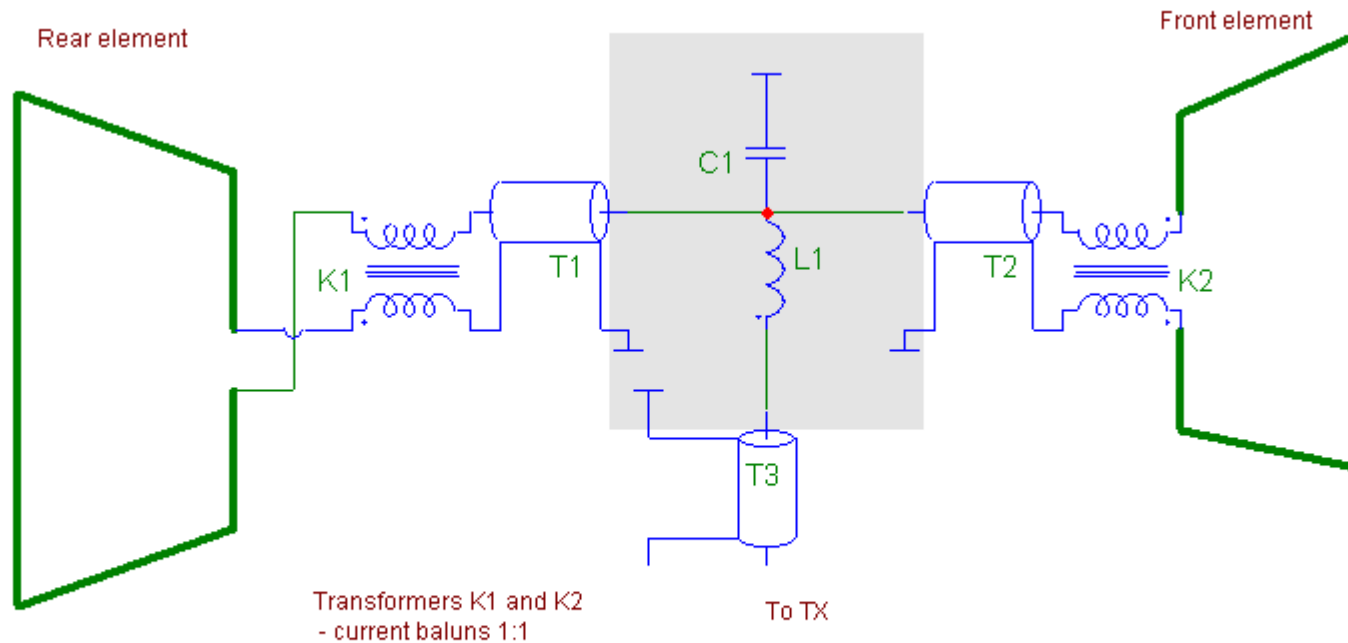 Front element
Rear element
C1
L1
T1
T2
K1
K2
T3
Transformers K1 and K2
- current baluns 1:1
To TX